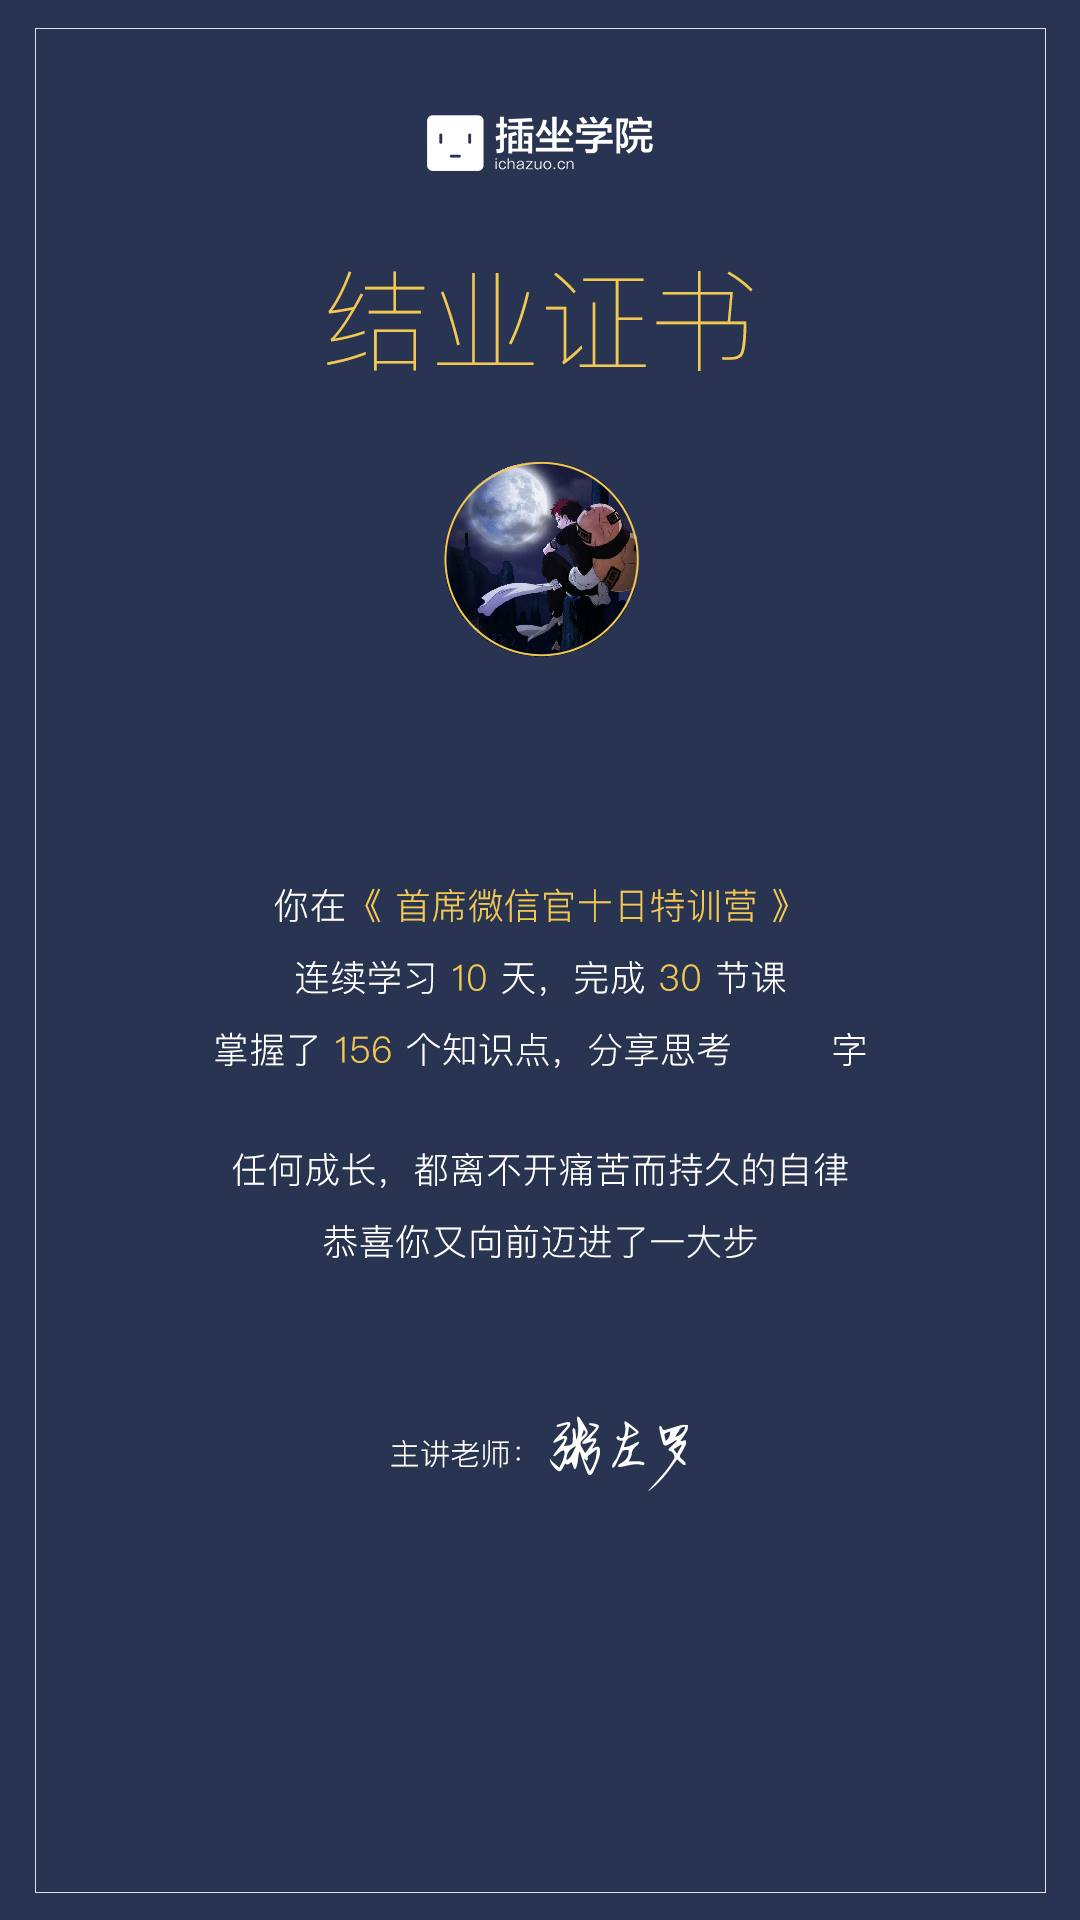 插坐学院
ichazuo.cn
结业证书
你在《 首席微信官十日特训营 》
连续学习 10 天，完成 30 节课
掌握了 156 个知识点，分享思考 字
任何成长，都离不开痛苦而持久的自律
恭喜你又向前迈进了一大步
主讲老师：粥左罗